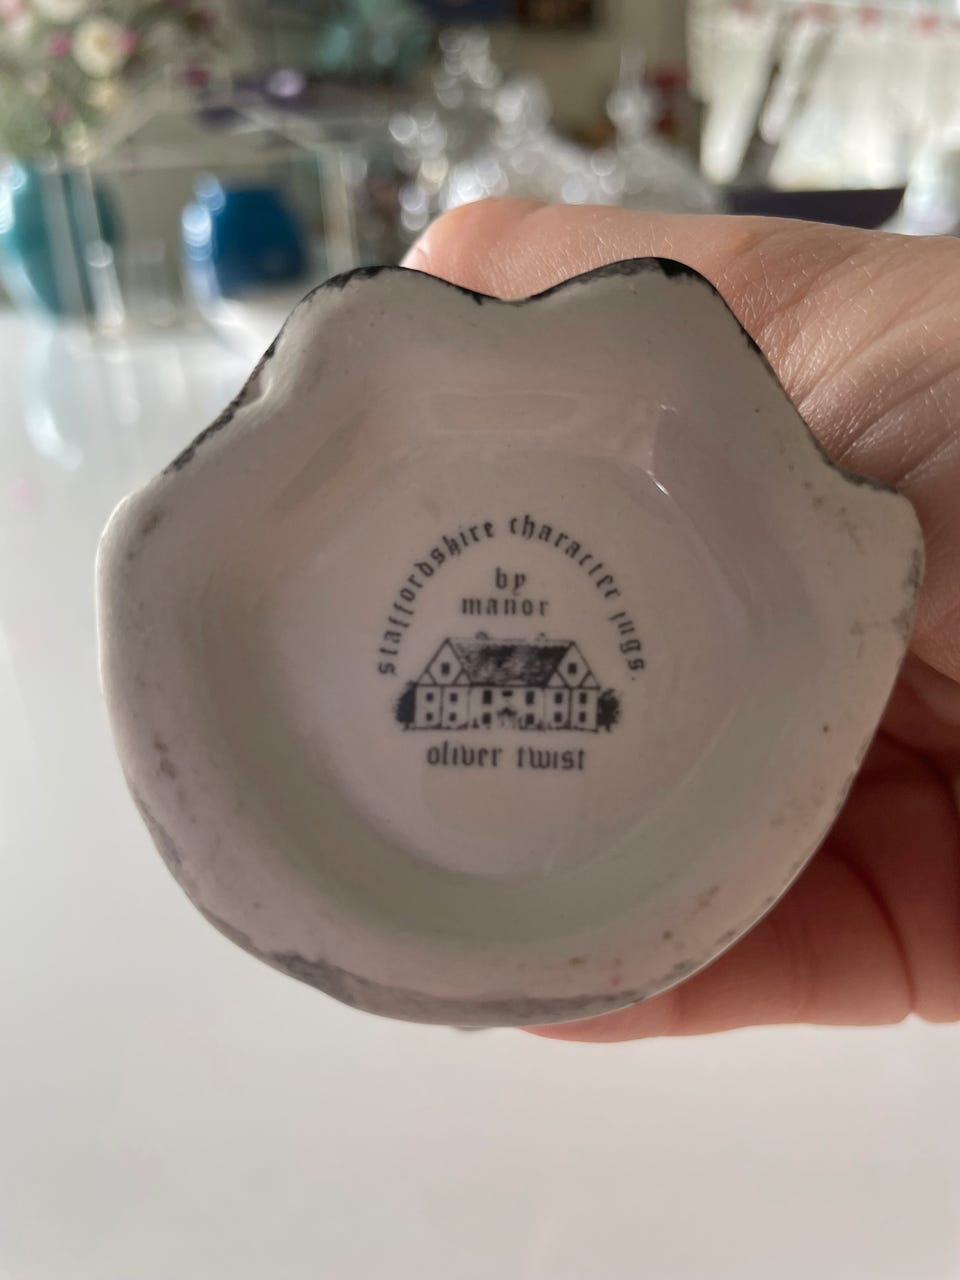 staffordshire character jugs.
by
manor
oliver twist